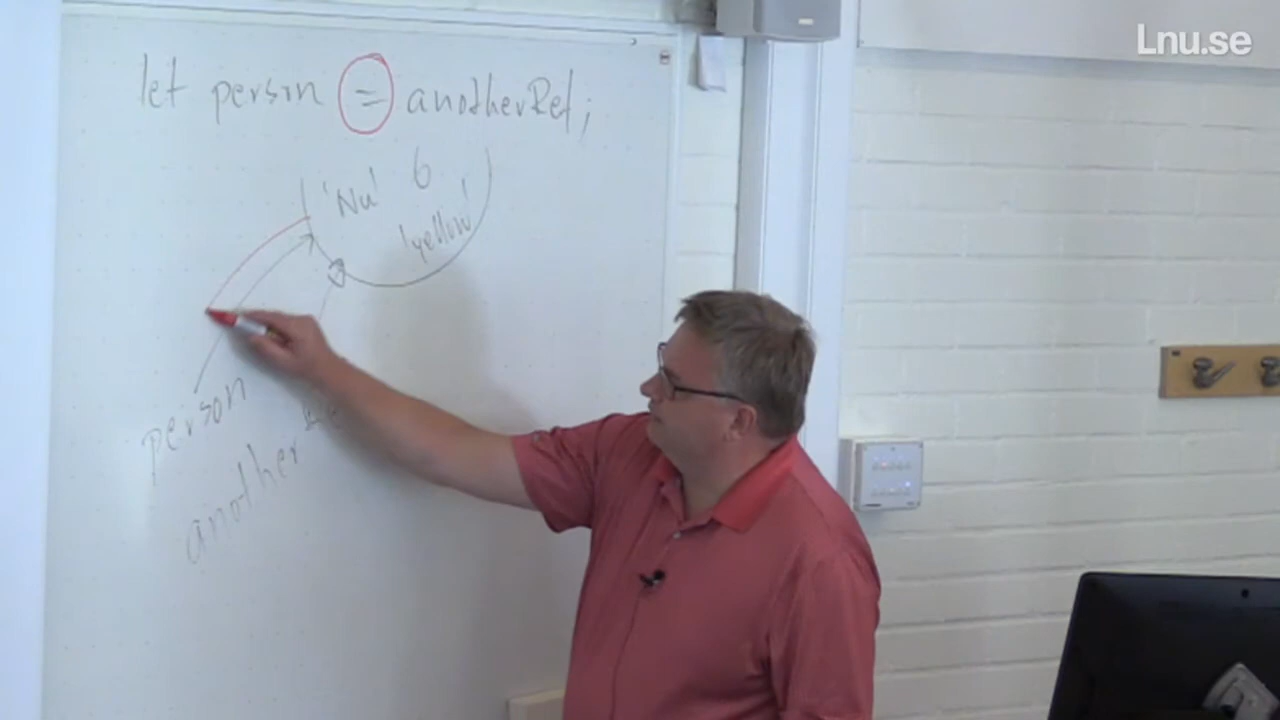 Lnu.se
let person = anotherRef;
'Nu' 6
'yellow'
person
another